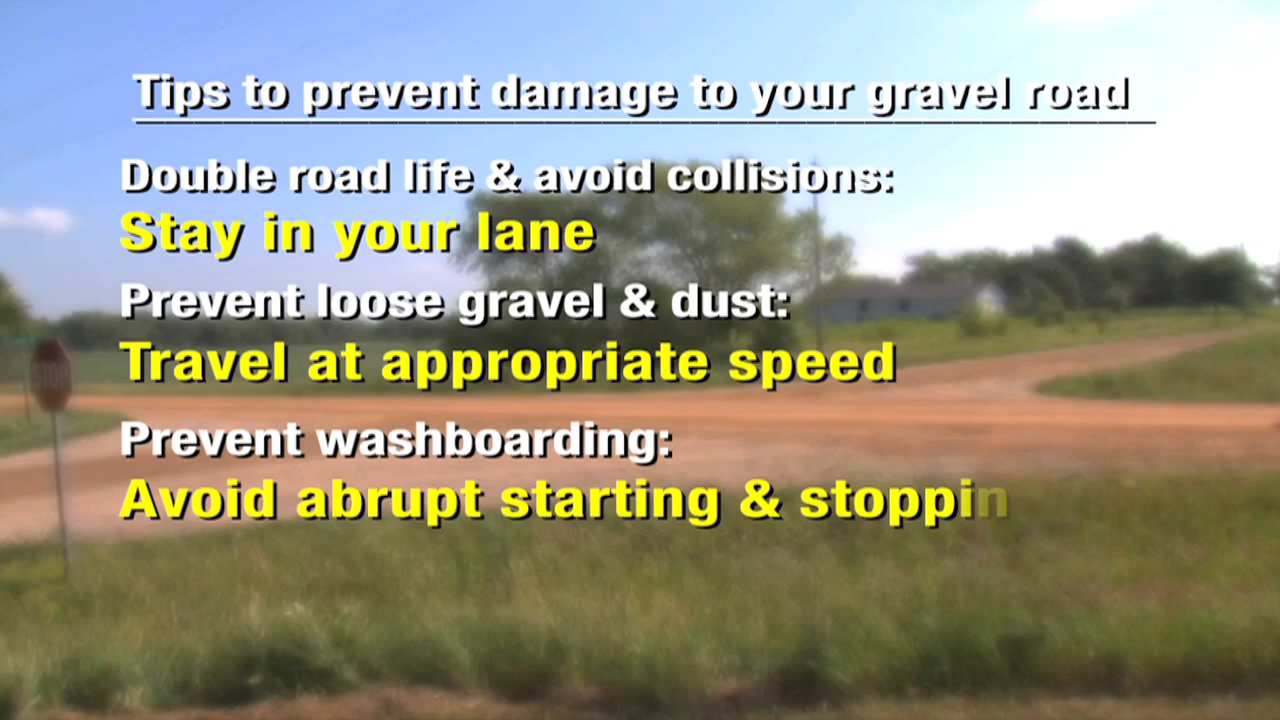 Tips to prevent damage to your gravel road
Double road life & avoid collisions:
Stay in your lane
Prevent loose gravel & dust:
Travel at appropriate speed
Prevent washboarding:
Avoid abrupt starting & stoppin